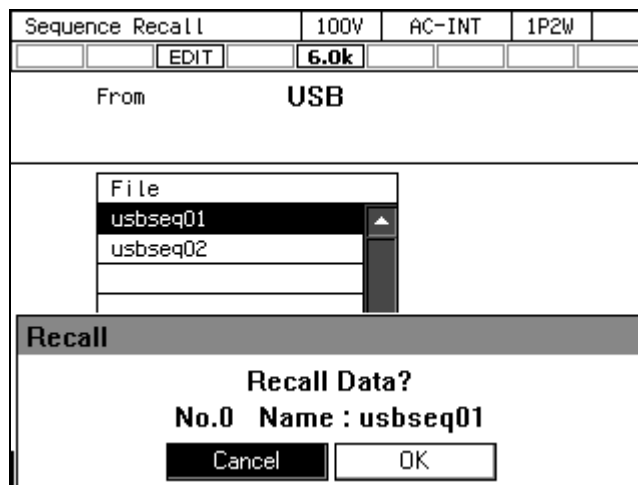 Sequence Recall 100V AC-INT 1P2W
EDIT 6.0k
From USB
File
usbseq01
usbseq02
Recall
Recall Data?
No.0 Name : usbseq01
Cancel OK